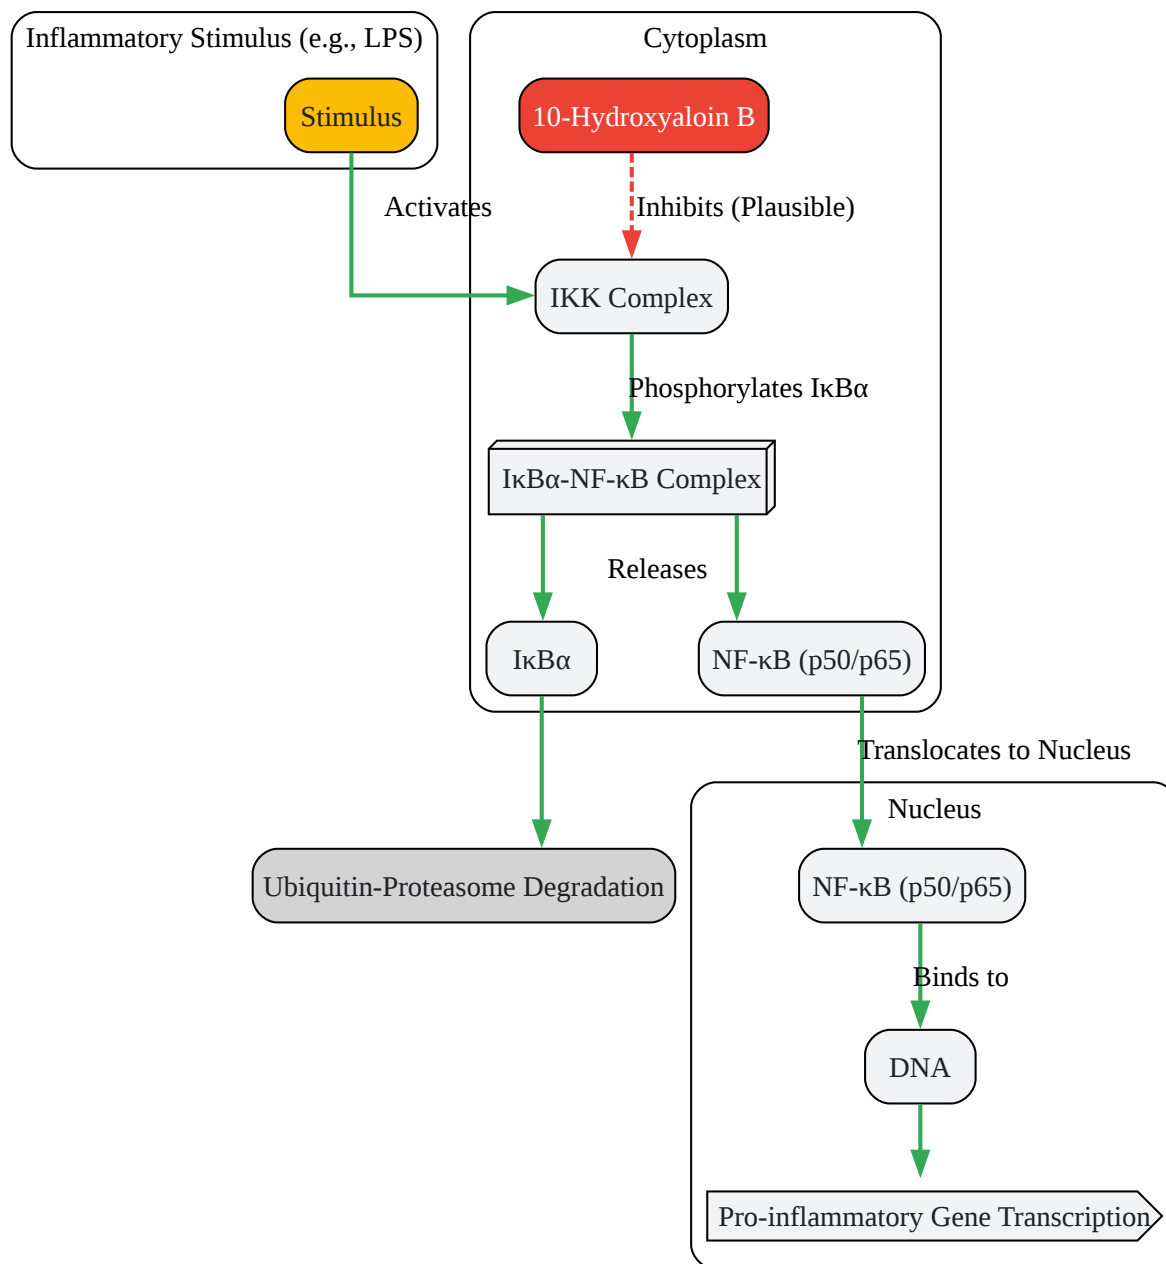 Inflammatory Stimulus (e.g., LPS)
Cytoplasm
Stimulus
10-Hydroxyaloin B
Activates
Inhibits (Plausible)
IKK Complex
Phosphorylates IκBα
IκBα-NF-κB Complex
Releases
IκBα
NF-κB (p50/p65)
Translocates to Nucleus
Nucleus
Ubiquitin-Proteasome Degradation
NF-κB (p50/p65)
Binds to
DNA
Pro-inflammatory Gene Transcription